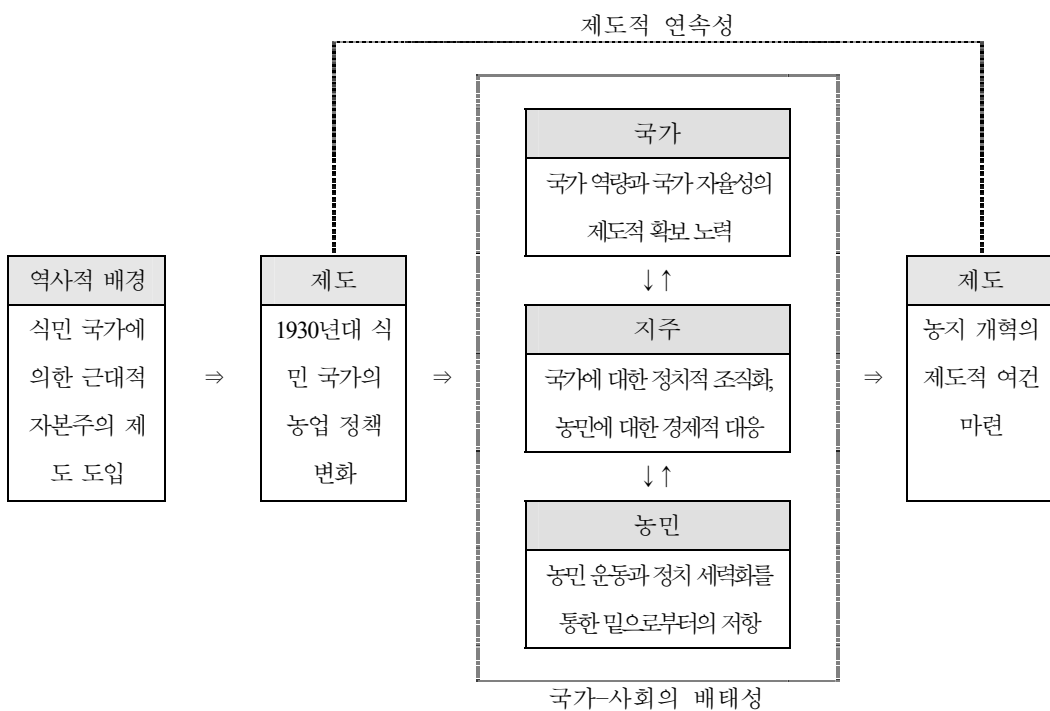 제도적 연속성
역사적 배경
식민 국가에
의한 근대적
자본주의 제
도 도입
⇒
제도
1930년대 식
민 국가의
농업 정책
변화
⇒
국가
국가 역량과 국가 자율성의
제도적 확보 노력
↓↑
지주
국가에 대한 정치적 조직화,
농민에 대한 경제적 대응
↓↑
농민
농민 운동과 정치 세력화를
통한 밑으로부터의 저항
국가–사회의 배태성
⇒
제도
농지 개혁의
제도적 여건
마련